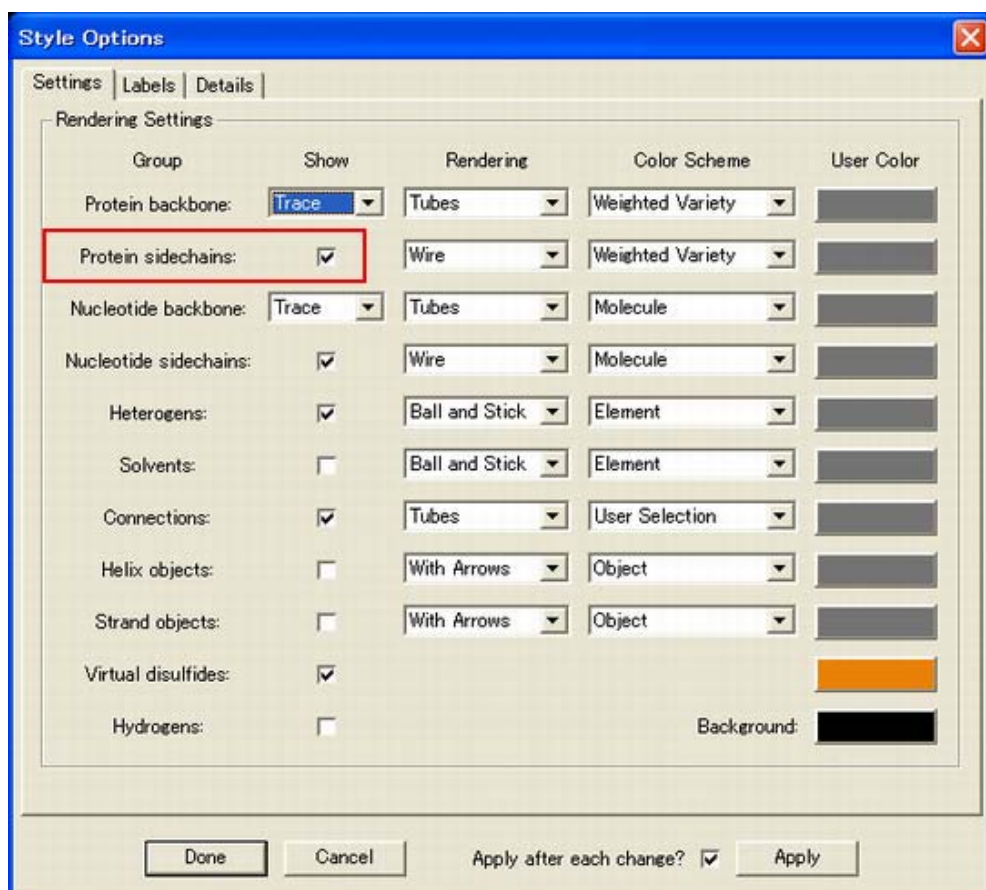 Style Options
Settings Labels Details
Rendering Settings
Group Show Rendering Color Scheme User Color
Protein backbone: Trace Tubes Weighted Variety
Protein sidechains: Wire Weighted Variety
Nucleotide backbone: Trace Tubes Molecule
Nucleotide sidechains: Wire Molecule
Heterogens: Ball and Stick Element
Solvents: Ball and Stick Element
Connections: Tubes User Selection
Helix objects: With Arrows Object
Strand objects: With Arrows Object
Virtual disulfides:
Hydrogens: Background:
Done Cancel Apply after each change? Apply